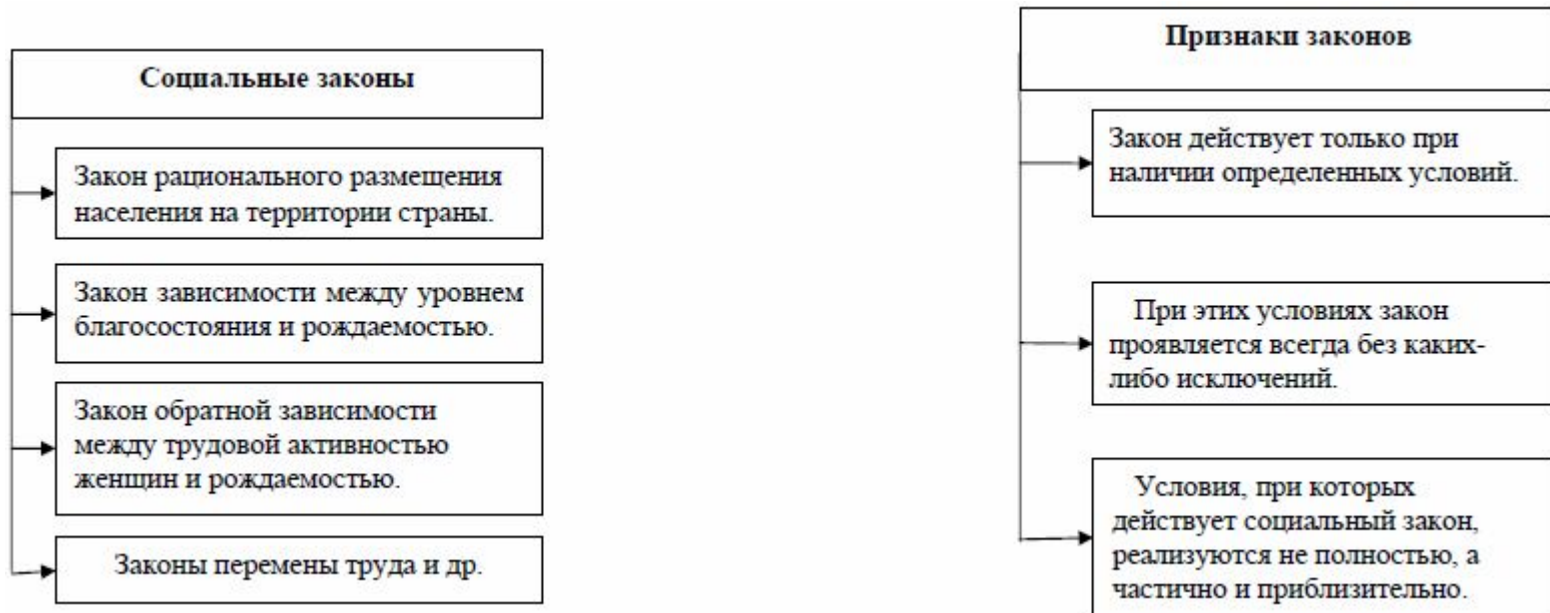 Социальные законы
Закон рационального размещения
населения на территории страны.
Закон зависимости между уровнем
благосостояния и рождаемостью.
Закон обратной зависимости
между трудовой активностью
женщин и рождаемостью.
Законы перемены труда и др.
Признаки законов
Закон действует только при
наличии определенных условий.
При этих условиях закон
проявляется всегда без каких-
либо исключений.
Условия, при которых
действует социальный закон,
реализуются не полностью, а
частично и приблизительно.